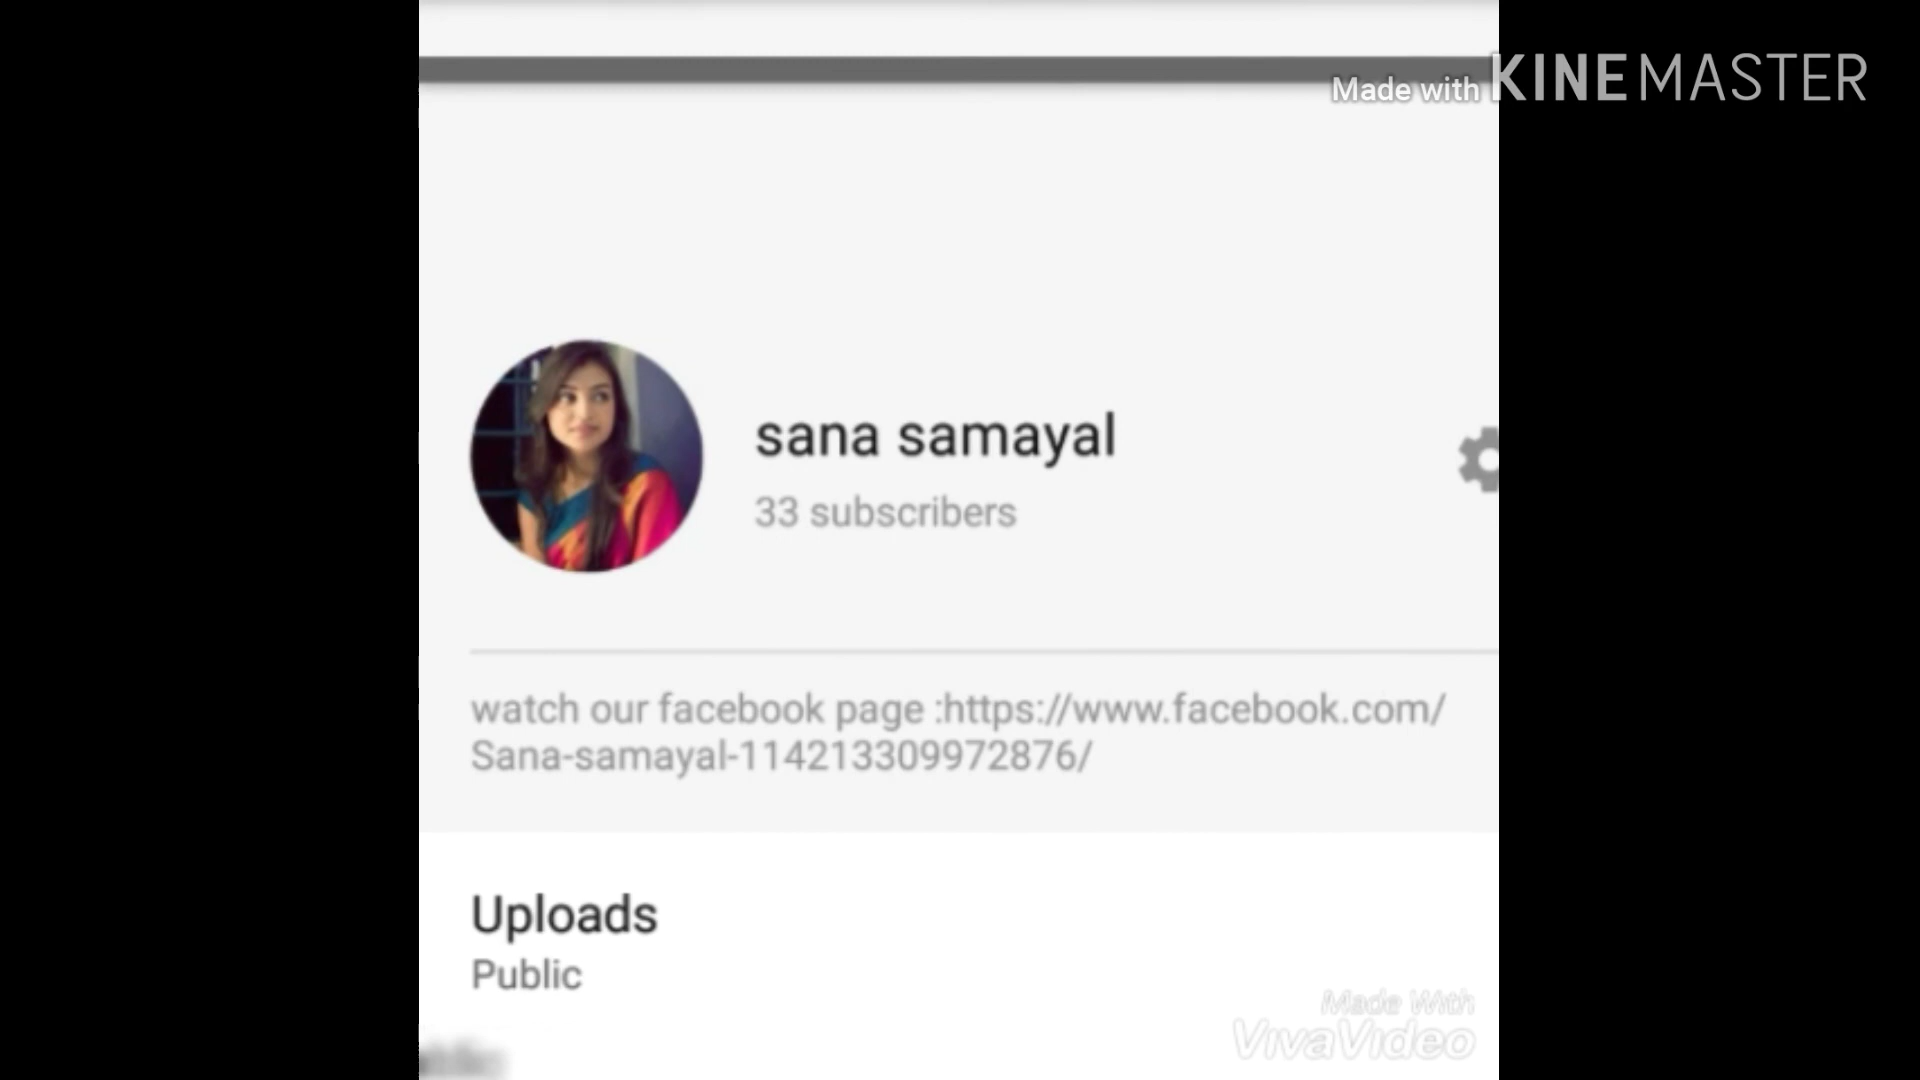 Made with KINEMASTER
sana samayal
33 subscribers
watch our facebook page :https://www.facebook.com/
Sana-samayal-114213309972876/
Uploads
Public
Made With
VivaVideo